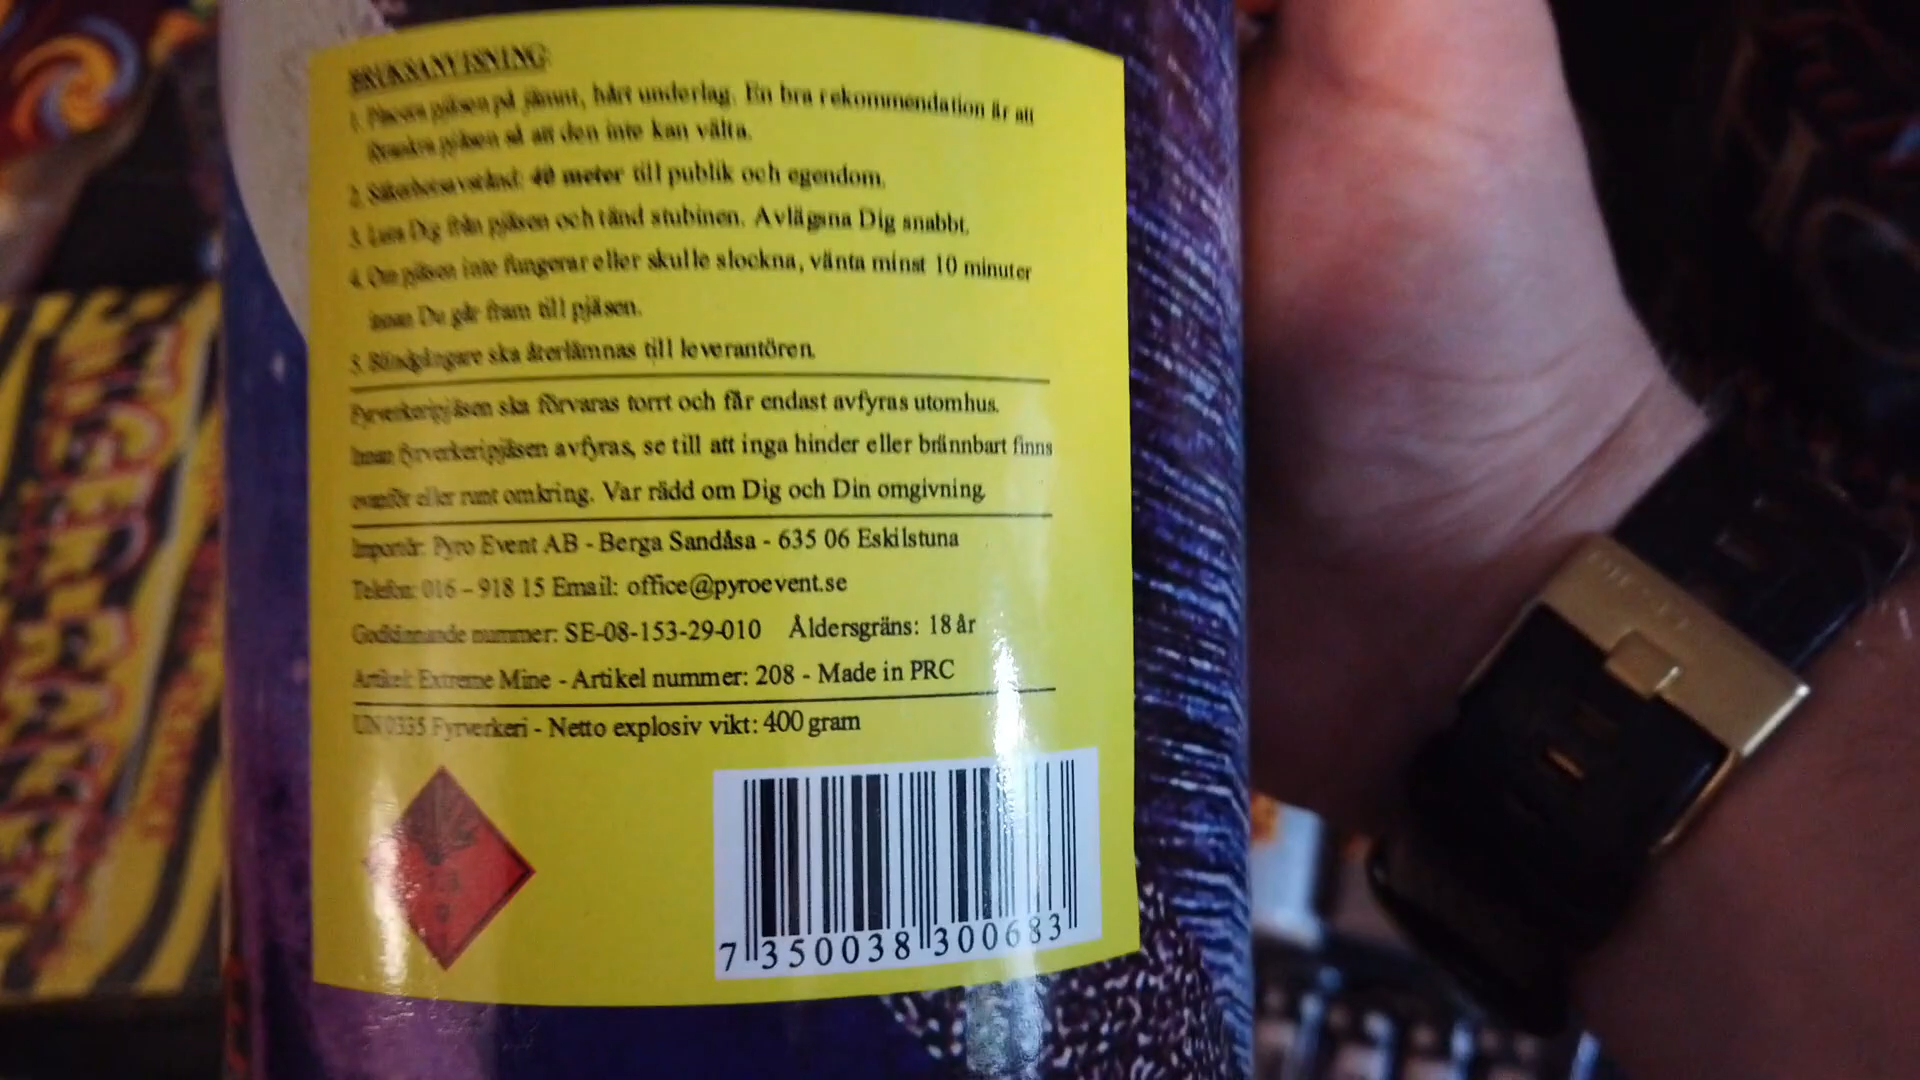 BRUKSANVISNING:
1. Placera pjäsen på jämnt, hårt underlag. En bra rekommendation är att
förankra pjäsen så att den inte kan välta.
2. Säkerhetsavstånd: 40 meter till publik och egendom.
3. Luta Dig från pjäsen och tänd stubinen. Avlägsna Dig snabbt.
4. Om pjäsen inte fungerar eller skulle slockna, vänta minst 10 minuter
innan Du går fram till pjäsen.
5. Blindgångare ska återlämnas till leverantören.
Fyrverkeripjäsen ska förvaras torrt och får endast avfyras utomhus.
Innan fyrverkeripjäsen avfyras, se till att inga hinder eller brännbart finns
ovanför eller runt omkring. Var rädd om Dig och Din omgivning.
Importör: Pyro Event AB - Berga Sandåsa - 635 06 Eskilstuna
Telefon: 016 – 918 15 Email: office@pyroevent.se
Godkännande nummer: SE-08-153-29-010 Åldersgräns: 18 år
Artikel: Extreme Mine - Artikel nummer: 208 - Made in PRC
UN 0335 Fyrverkeri - Netto explosiv vikt: 400 gram
7 350038 300683